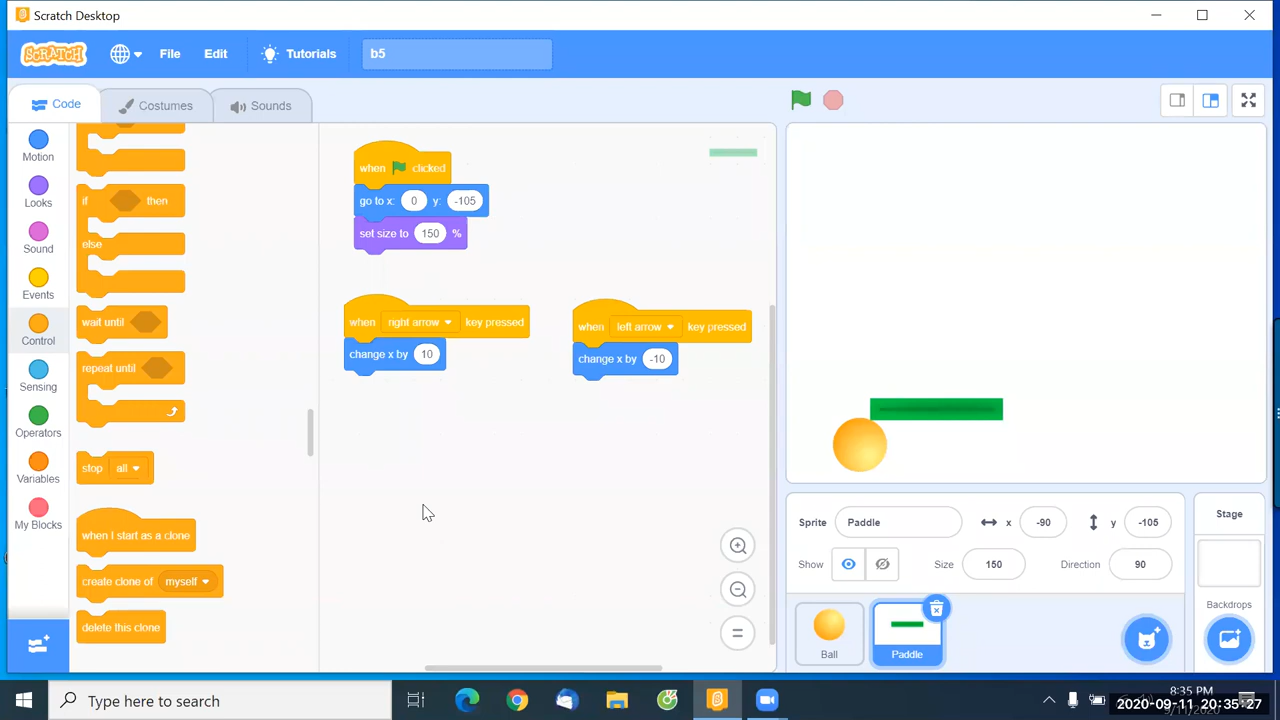 Scratch Desktop
SCRATCH
File
Edit
Tutorials
b5
Code
Costumes
Sounds
Motion
Looks
Sound
Events
Control
Sensing
Operators
Variables
My Blocks
if then
else
wait until
repeat until
stop all
when I start as a clone
create clone of myself
delete this clone
when clicked
go to x: 0 y: -105
set size to 150 %
when right arrow key pressed
change x by 10
when left arrow key pressed
change x by -10
Sprite Paddle x -90 y -105
Show Size 150 Direction 90
Ball
Paddle
Stage
Backdrops
Type here to search
8:35 PM
2020-09-11 20:35:27